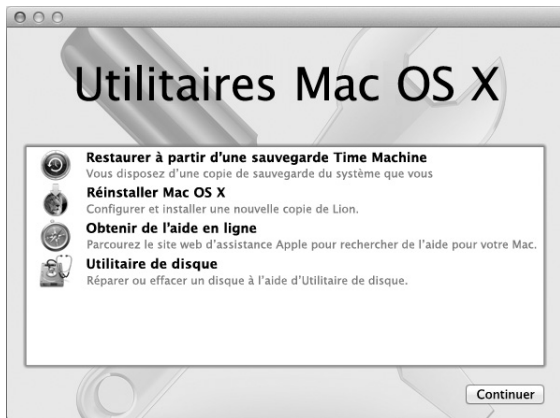 Utilitaires Mac OS X
Restaurer à partir d'une sauvegarde Time Machine
Vous disposez d'une copie de sauvegarde du système que vous
Réinstaller Mac OS X
Configurer et installer une nouvelle copie de Lion.
Obtenir de l'aide en ligne
Parcourez le site web d'assistance Apple pour rechercher de l'aide pour votre Mac.
Utilitaire de disque
Réparer ou effacer un disque à l'aide d'Utilitaire de disque.
Continuer